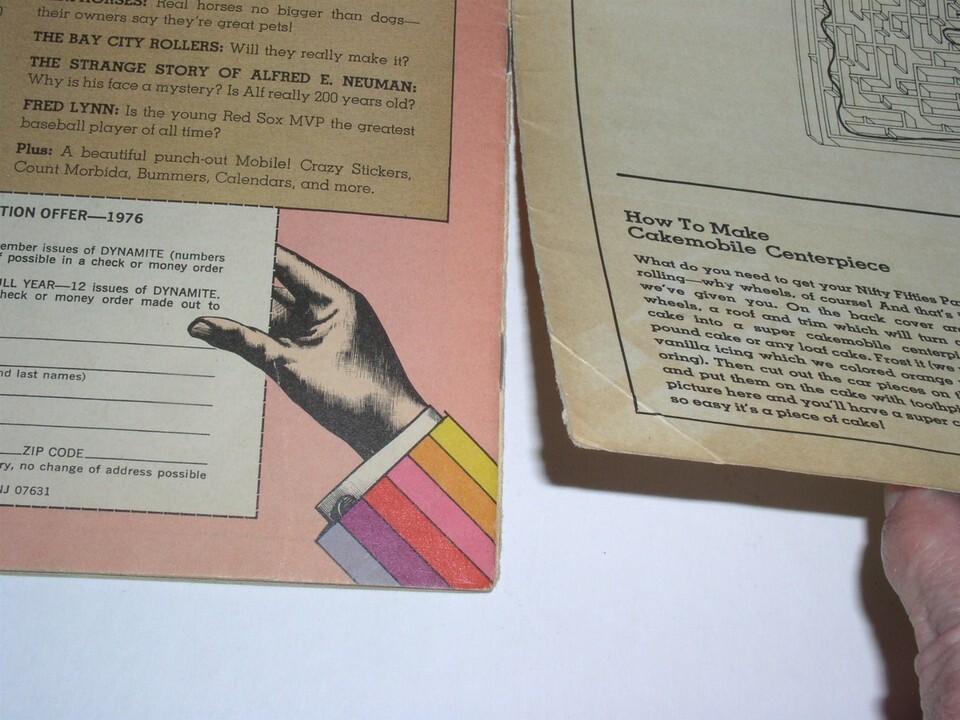 HORSES: Real horses no bigger than dogs—
their owners say they're great pets!
THE BAY CITY ROLLERS: Will they really make it?
THE STRANGE STORY OF ALFRED E. NEUMAN:
Why is his face a mystery? Is Alf really 200 years old?
FRED LYNN: Is the young Red Sox MVP the greatest
baseball player of all time?
Plus: A beautiful punch-out Mobile! Crazy Stickers,
Count Morbida, Bummers, Calendars, and more.
TION OFFER—1976
ember issues of DYNAMITE (numbers
possible in a check or money order
ULL YEAR—12 issues of DYNAMITE.
heck or money order made out to
nd last names)
ZIP CODE
ry, no change of address possible
NJ 07631
How To Make
Cakemobile Centerpiece
What do you need to get your Nifty Fifties Pa
rolling—why wheels, of course! And that's
we've given you. On the back cover are
wheels, a roof and trim which will turn
cake into a super cakemobile centerpi
pound cake or any loaf cake. Frost it (we
vanilla icing which we colored orange
oring). Then cut out the car pieces on
and put them on the cake with toothpi
picture here and you'll have a super c
so easy it's a piece of cake!